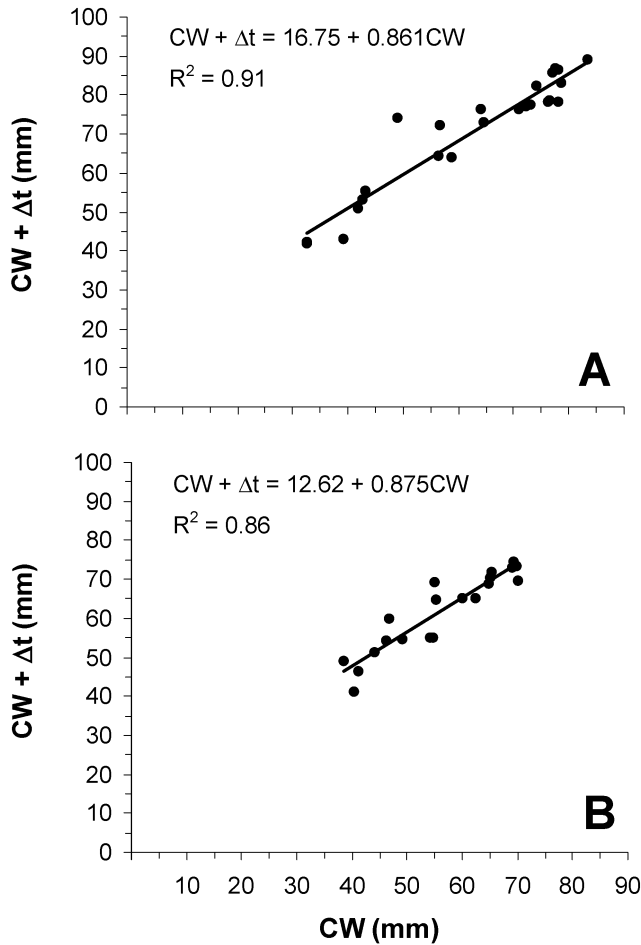 CW + Δt = 16.75 + 0.861CW
R² = 0.91
100
90
80
70
60
50
40
30
20
10
0
CW + Δt (mm)
A
CW + Δt = 12.62 + 0.875CW
R² = 0.86
100
90
80
70
60
50
40
30
20
10
0
CW + Δt (mm)
B
10 20 30 40 50 60 70 80 90
CW (mm)